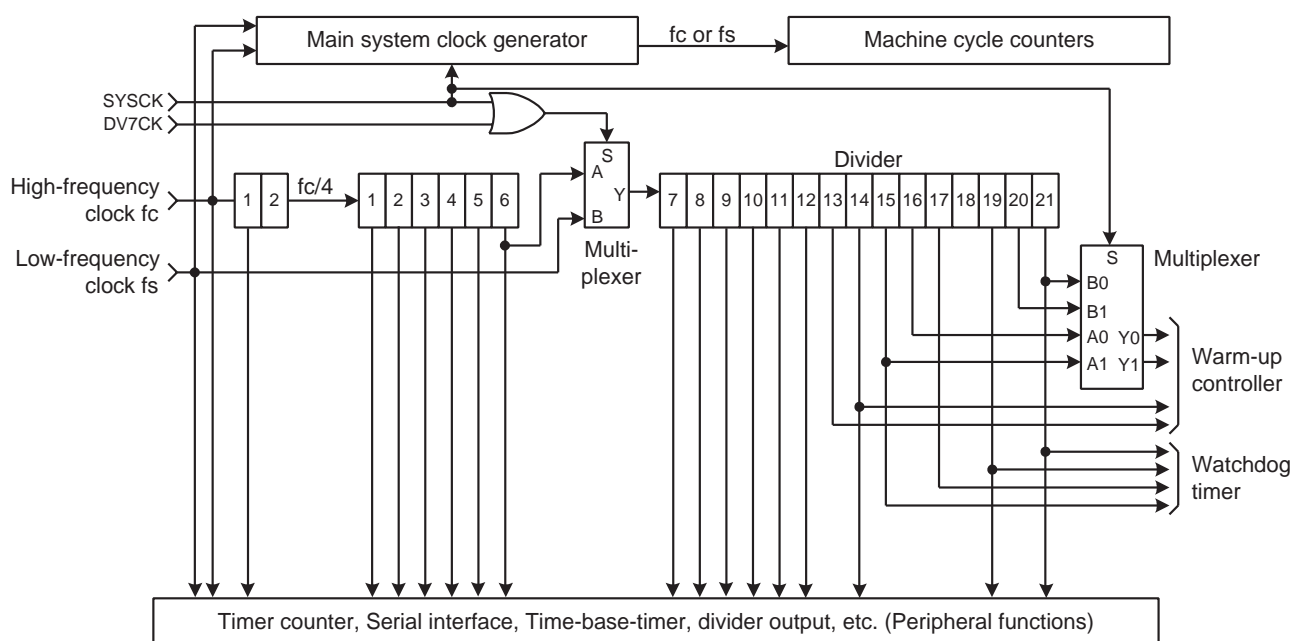 Main system clock generator
fc or fs
Machine cycle counters
SYSCK
DV7CK
High-frequency
clock fc
Low-frequency
clock fs
1 2
fc/4
1 2 3 4 5 6
S
A
B
Y
Multi-
plexer
Divider
7 8 9 10 11 12 13 14 15 16 17 18 19 20 21
S
B0
B1
A0 Y0
A1 Y1
Multiplexer
Warm-up
controller
Watchdog
timer
Timer counter, Serial interface, Time-base-timer, divider output, etc. (Peripheral functions)